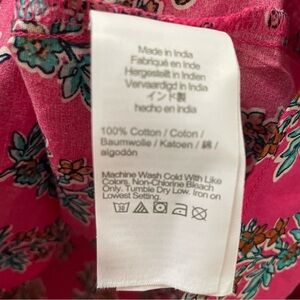 Made in India
Fabriqué en Inde
Hergestellt in Indien
Vervaardigd in India
インド製
hecho en India
100% Cotton / Coton /
Baumwolle / Katoen / 綿 /
algodón
Machine Wash Cold With Like
Colors, Non-Chlorine Bleach
Only. Tumble Dry Low. Iron on
Lowest Setting.